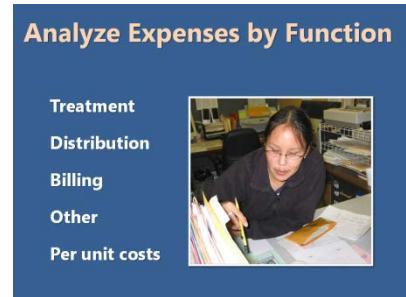 Analyze Expenses by Function
Treatment
Distribution
Billing
Other
Per unit costs